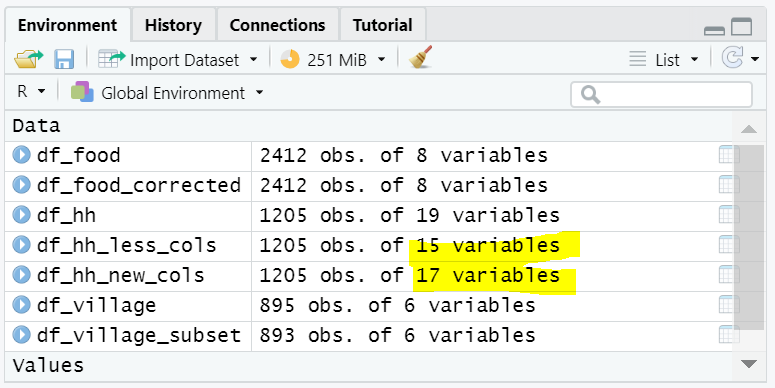 Environment History Connections Tutorial
Import Dataset 251 MiB List
R Global Environment
Data
df_food 2412 obs. of 8 variables
df_food_corrected 2412 obs. of 8 variables
df_hh 1205 obs. of 19 variables
df_hh_less_cols 1205 obs. of 15 variables
df_hh_new_cols 1205 obs. of 17 variables
df_village 895 obs. of 6 variables
df_village_subset 893 obs. of 6 variables
Values